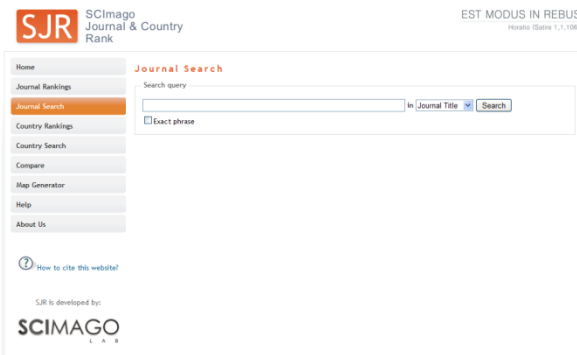 SJR
SCImago
Journal & Country
Rank
EST MODUS IN REBUS
Horatio (Satire 1,1,106
Home
Journal Rankings
Journal Search
Country Rankings
Country Search
Compare
Map Generator
Help
About Us
Journal Search
Search query
in Journal Title Search
Exact phrase
? How to cite this website?
SJR is developed by:
SCIMAGO
LAB